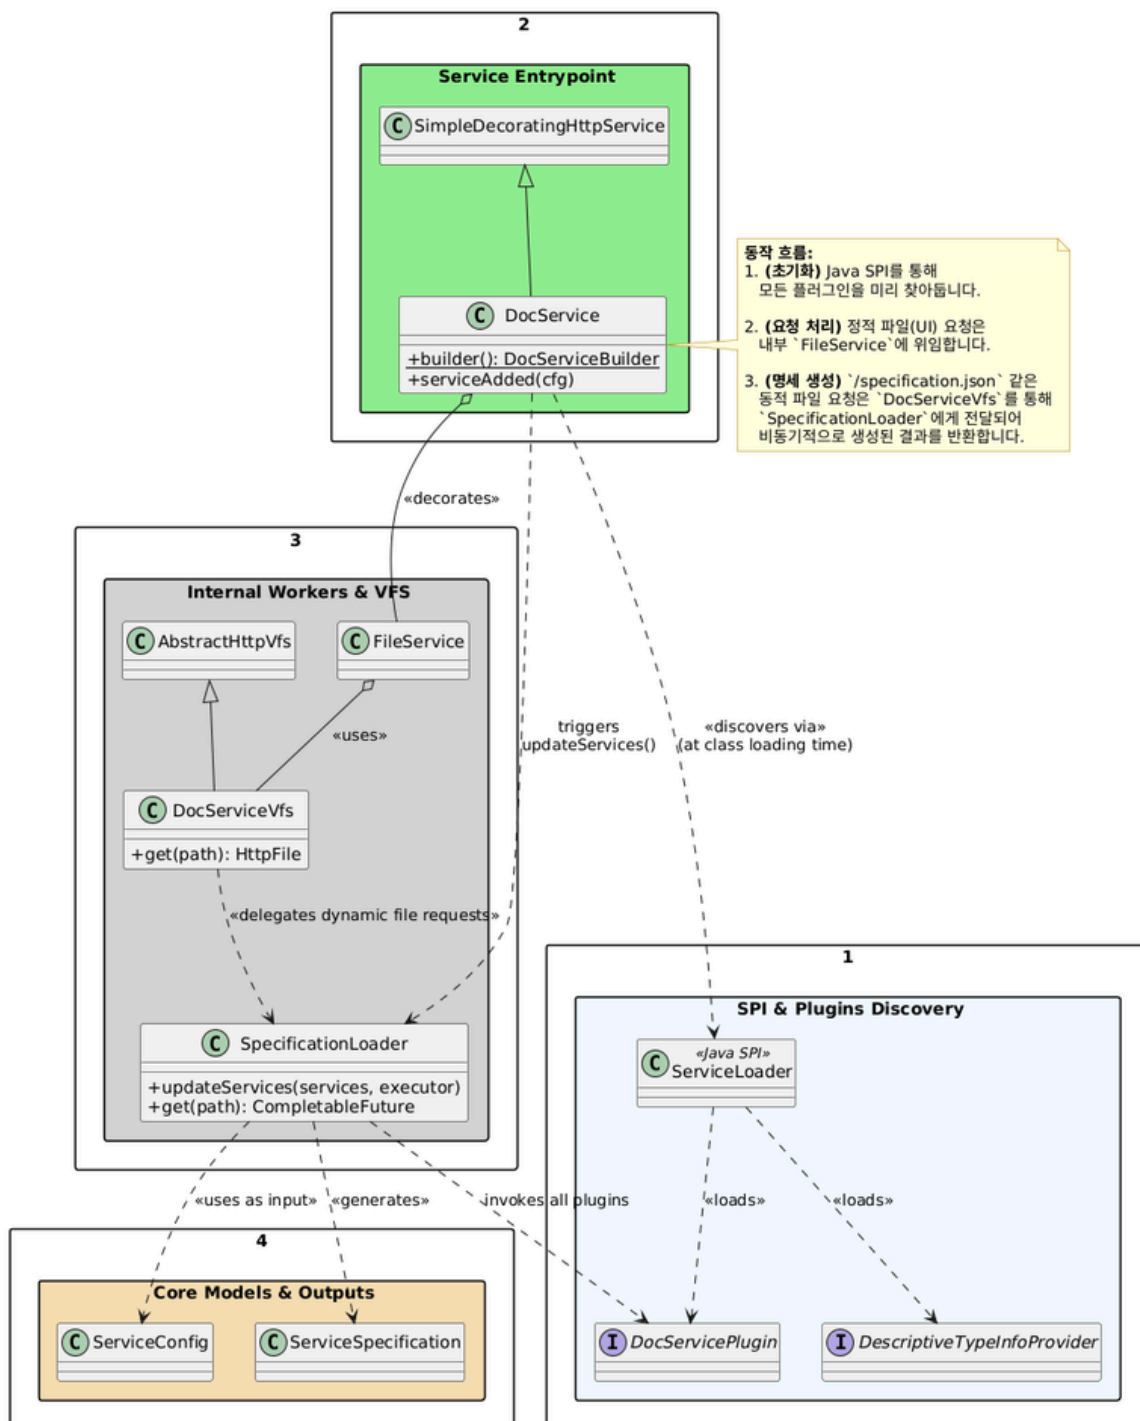 2
Service Entrypoint
C SimpleDecoratingHttpService
C DocService
+builder(): DocServiceBuilder
+serviceAdded(cfg)
동작 흐름:
1. (초기화) Java SPI를 통해
모든 플러그인을 미리 찾아둡니다.
2. (요청 처리) 정적 파일(UI) 요청은
내부 `FileService`에 위임합니다.
3. (명세 생성) `/specification.json` 같은
동적 파일 요청은 `DocServiceVfs`를 통해
`SpecificationLoader`에게 전달되어
비동기적으로 생성된 결과를 반환합니다.
«decorates»
3
Internal Workers & VFS
C AbstractHttpVfs
C FileService
«uses»
triggers
updateServices()
«discovers via»
(at class loading time)
C DocServiceVfs
+get(path): HttpFile
«delegates dynamic file requests»
1
SPI & Plugins Discovery
C SpecificationLoader
+updateServices(services, executor)
+get(path): CompletableFuture
C «Java SPI»
ServiceLoader
«uses as input»
«generates»
invokes all plugins
«loads»
«loads»
4
Core Models & Outputs
C ServiceConfig
C ServiceSpecification
I DocServicePlugin
I DescriptiveTypeInfoProvider